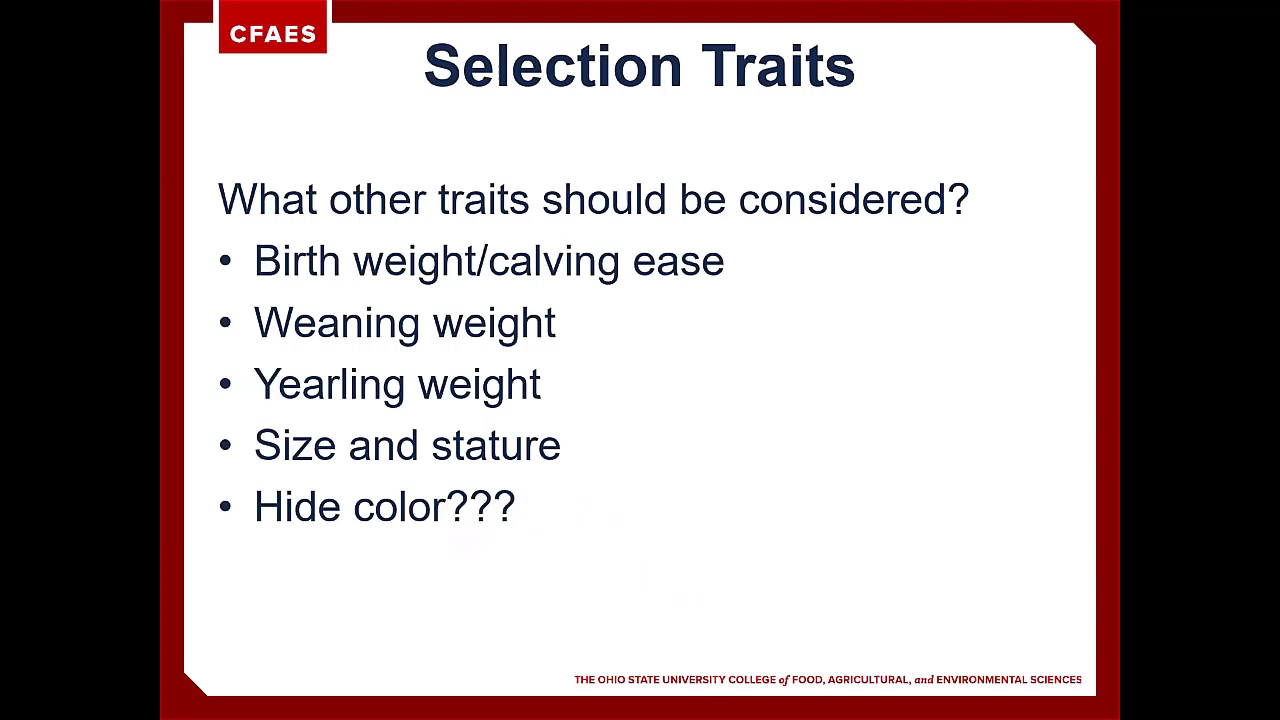 CFAES
Selection Traits
What other traits should be considered?
• Birth weight/calving ease
• Weaning weight
• Yearling weight
• Size and stature
• Hide color???
THE OHIO STATE UNIVERSITY COLLEGE of FOOD, AGRICULTURAL, and ENVIRONMENTAL SCIENCES